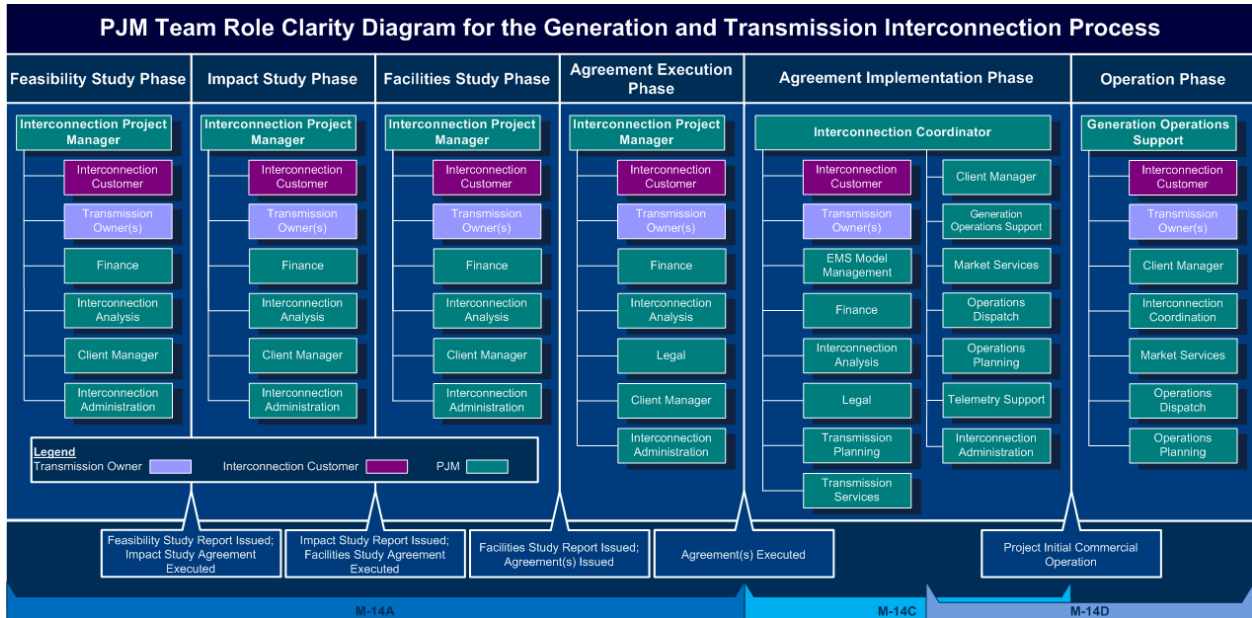 PJM Team Role Clarity Diagram for the Generation and Transmission Interconnection Process
Feasibility Study Phase
Impact Study Phase
Facilities Study Phase
Agreement Execution
Phase
Agreement Implementation Phase
Operation Phase
Interconnection Project
Manager
Interconnection
Customer
Transmission
Owner(s)
Finance
Interconnection
Analysis
Client Manager
Interconnection
Administration
Interconnection Project
Manager
Interconnection
Customer
Transmission
Owner(s)
Finance
Interconnection
Analysis
Client Manager
Interconnection
Administration
Interconnection Project
Manager
Interconnection
Customer
Transmission
Owner(s)
Finance
Interconnection
Analysis
Client Manager
Interconnection
Administration
Interconnection Project
Manager
Interconnection
Customer
Transmission
Owner(s)
Finance
Interconnection
Analysis
Legal
Client Manager
Interconnection
Administration
Interconnection Coordinator
Interconnection
Customer
Transmission
Owner(s)
EMS Model
Management
Finance
Interconnection
Analysis
Legal
Transmission
Planning
Transmission
Services
Client Manager
Generation
Operations Support
Market Services
Operations
Dispatch
Operations
Planning
Telemetry Support
Interconnection
Administration
Generation Operations
Support
Interconnection
Customer
Transmission
Owner(s)
Client Manager
Interconnection
Coordination
Market Services
Operations
Dispatch
Operations
Planning
Legend
Transmission Owner
Interconnection Customer
PJM
Feasibility Study Report Issued;
Impact Study Agreement
Executed
Impact Study Report Issued;
Facilities Study Agreement
Executed
Facilities Study Report Issued;
Agreement(s) Issued
Agreement(s) Executed
Project Initial Commercial
Operation
M-14A
M-14C
M-14D